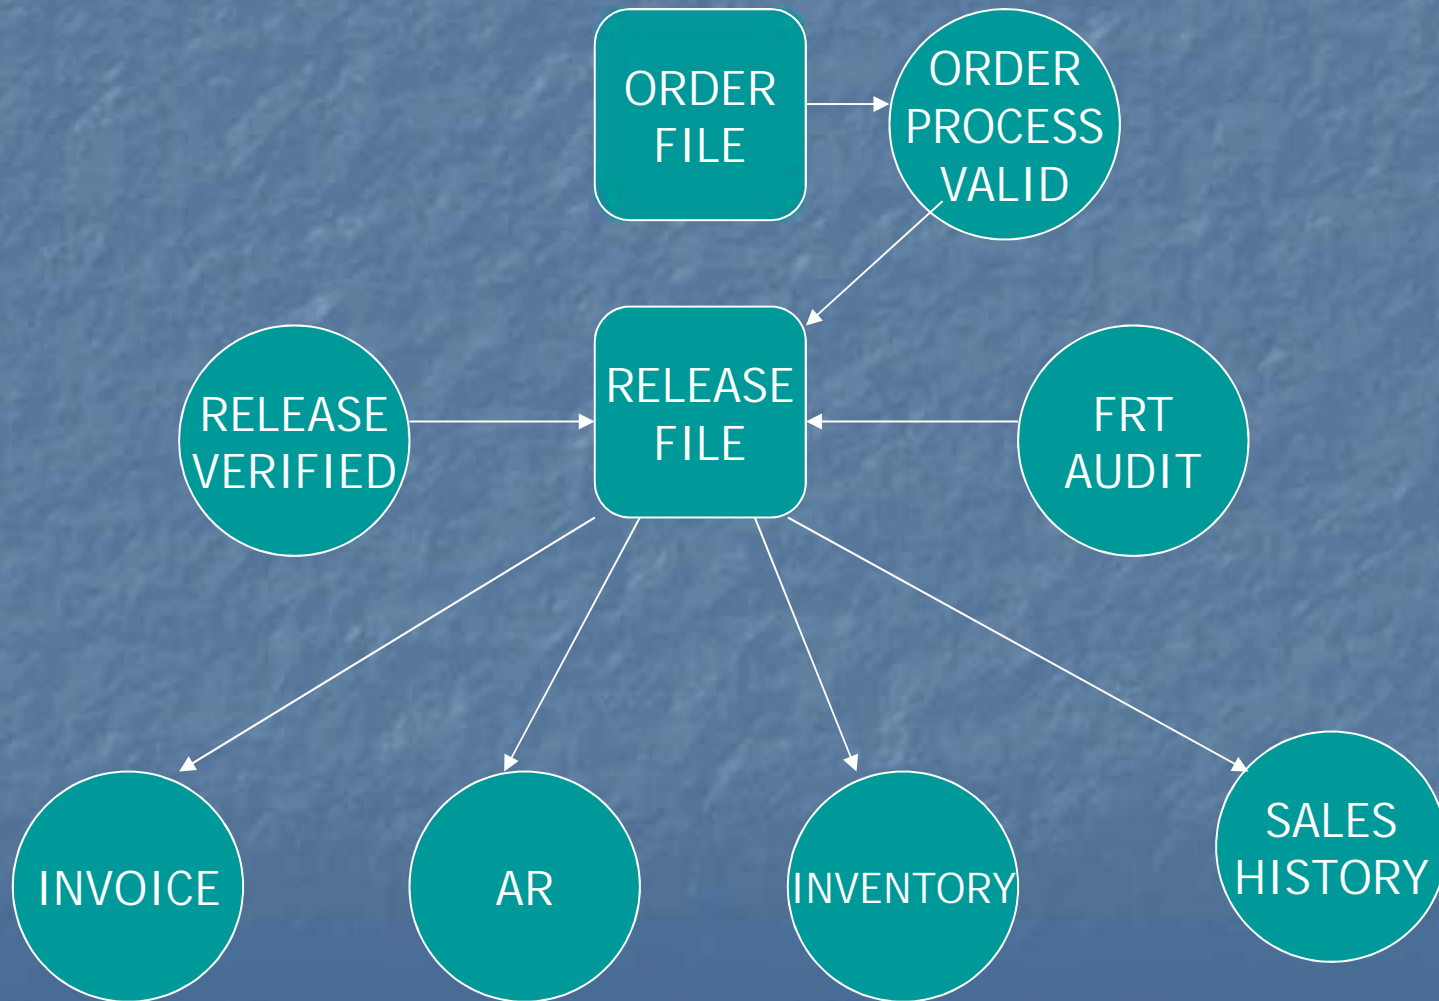 ORDER
FILE
ORDER
PROCESS
VALID
RELEASE
VERIFIED
RELEASE
FILE
FRT
AUDIT
INVOICE
AR
INVENTORY
SALES
HISTORY